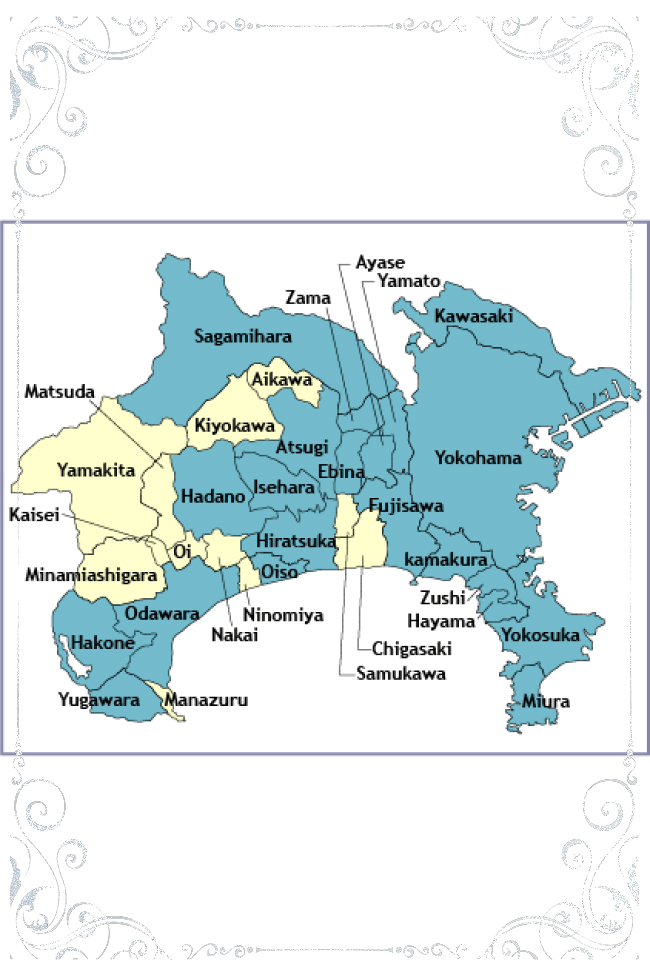 Ayase
Yamato
Zama
Kawasaki
Sagamihara
Aikawa
Matsuda
Kiyokawa
Atsugi
Yokohama
Yamakita
Ebina
Isehara
Hadano
Fujisawa
Kaisei
Hiratsuka
Oi
kamakura
Oiso
Minamiashigara
Zushi
Odawara
Ninomiya
Hayama
Nakai
Yokosuka
Hakone
Chigasaki
Samukawa
Yugawara
Manazuru
Miura